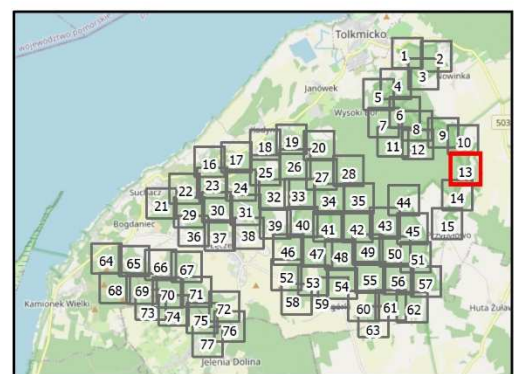 województwo pomorskie
Tolkmicko
1 2
Nowinka
3
4
Janówek
5
Wysoki Bór
6
503
7 8 9 10
11 12
18 19 20
16 17
13
25 26 27 28
Suchacz
22 23 24
14
21
32 33 34 35 44
29 30 31
15
Bogdaniec
36 37 38 39 40 41 42 43 45
46 47 48 49 50 51
64 65 66 67
52 53 54 55 56 57
68 69 70 71
Kamionek Wielki
58 59
72
60 61 62
Huta Żuław
73 74 75 76
63
77
Jelenia Dolina